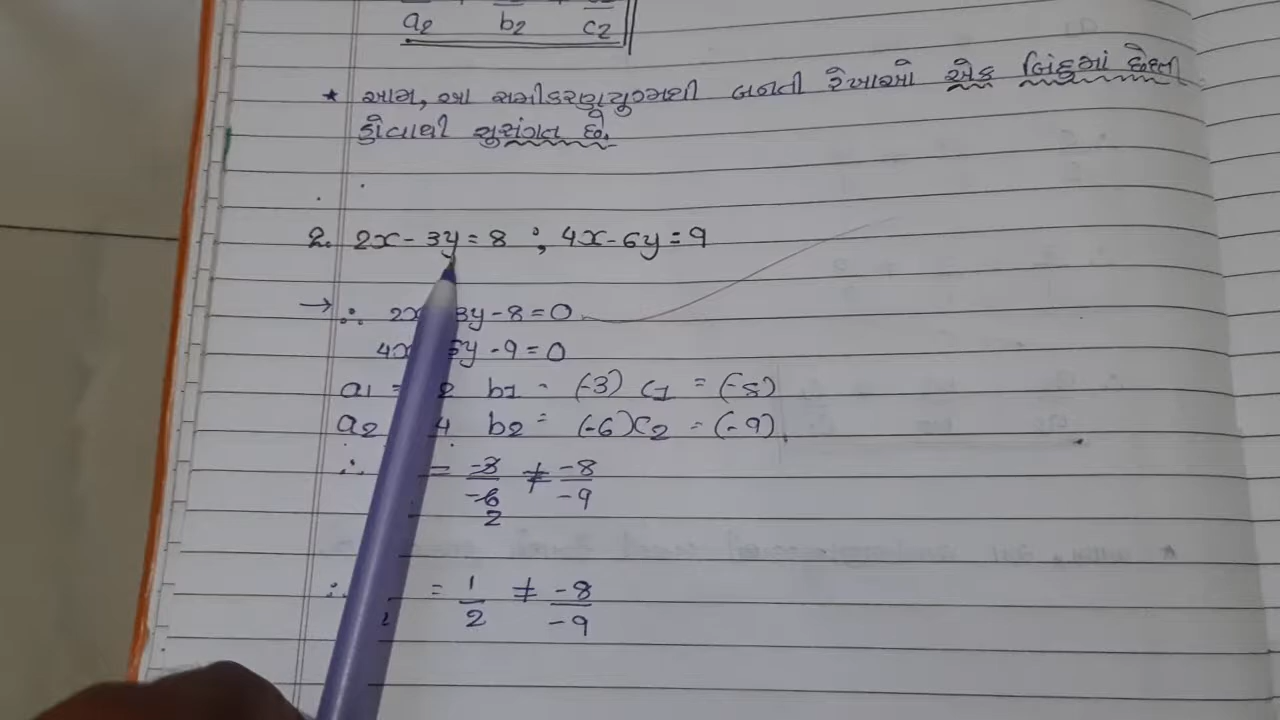 a2 b2 c2
* આમ, આ સમીકરણયુગ્મથી બનતી રેખાઓ એક બિંદુમાં છેદતી
હોવાથી સુસંગત છે.
2. 2x - 3y = 8 ; 4x - 6y = 9
→ ∴ 2x 3y - 8 = 0
4x 6y - 9 = 0
a1 = 2 b1 = (-3) c1 = (-8)
a2 4 b2 = (-6) c2 = (-9)
∴ = -3/-6 ≠ -8/-9
2
∴ = 1/2 ≠ -8/-9